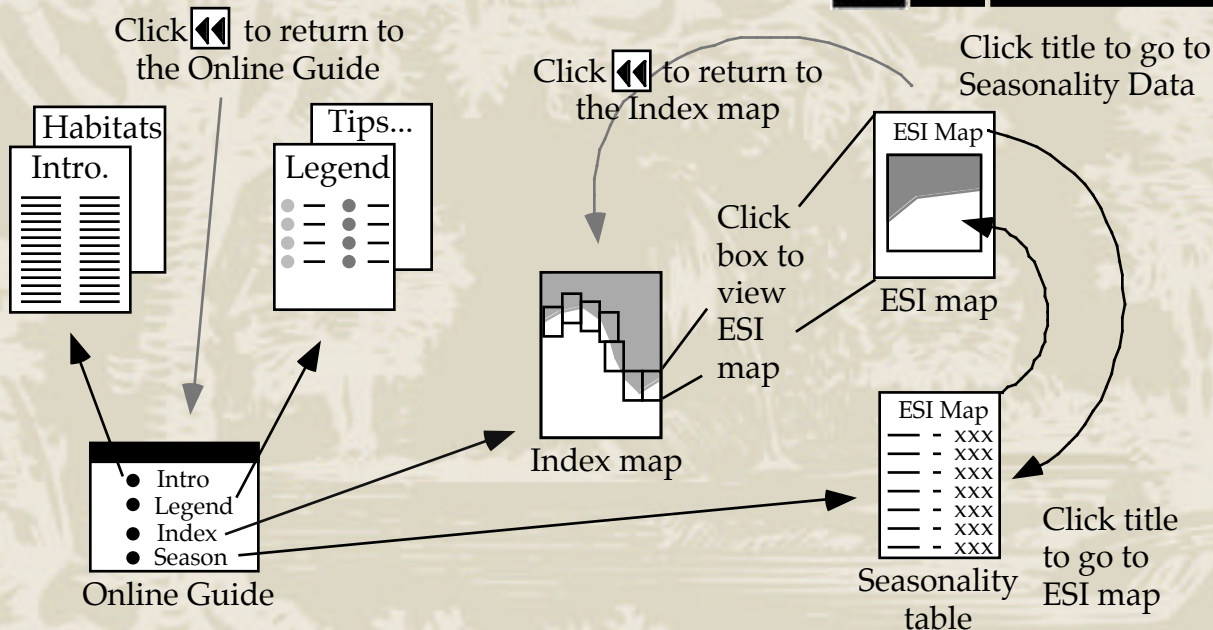 Click to return to
the Online Guide
Click to return to
the Index map
Click title to go to
Seasonality Data
Habitats
Intro.
Tips...
Legend
ESI Map
ESI map
Click
box to
view
ESI
map
Index map
Intro
Legend
Index
Season
Online Guide
ESI Map
xxx
xxx
xxx
xxx
xxx
xxx
xxx
Seasonality
table
Click title
to go to
ESI map